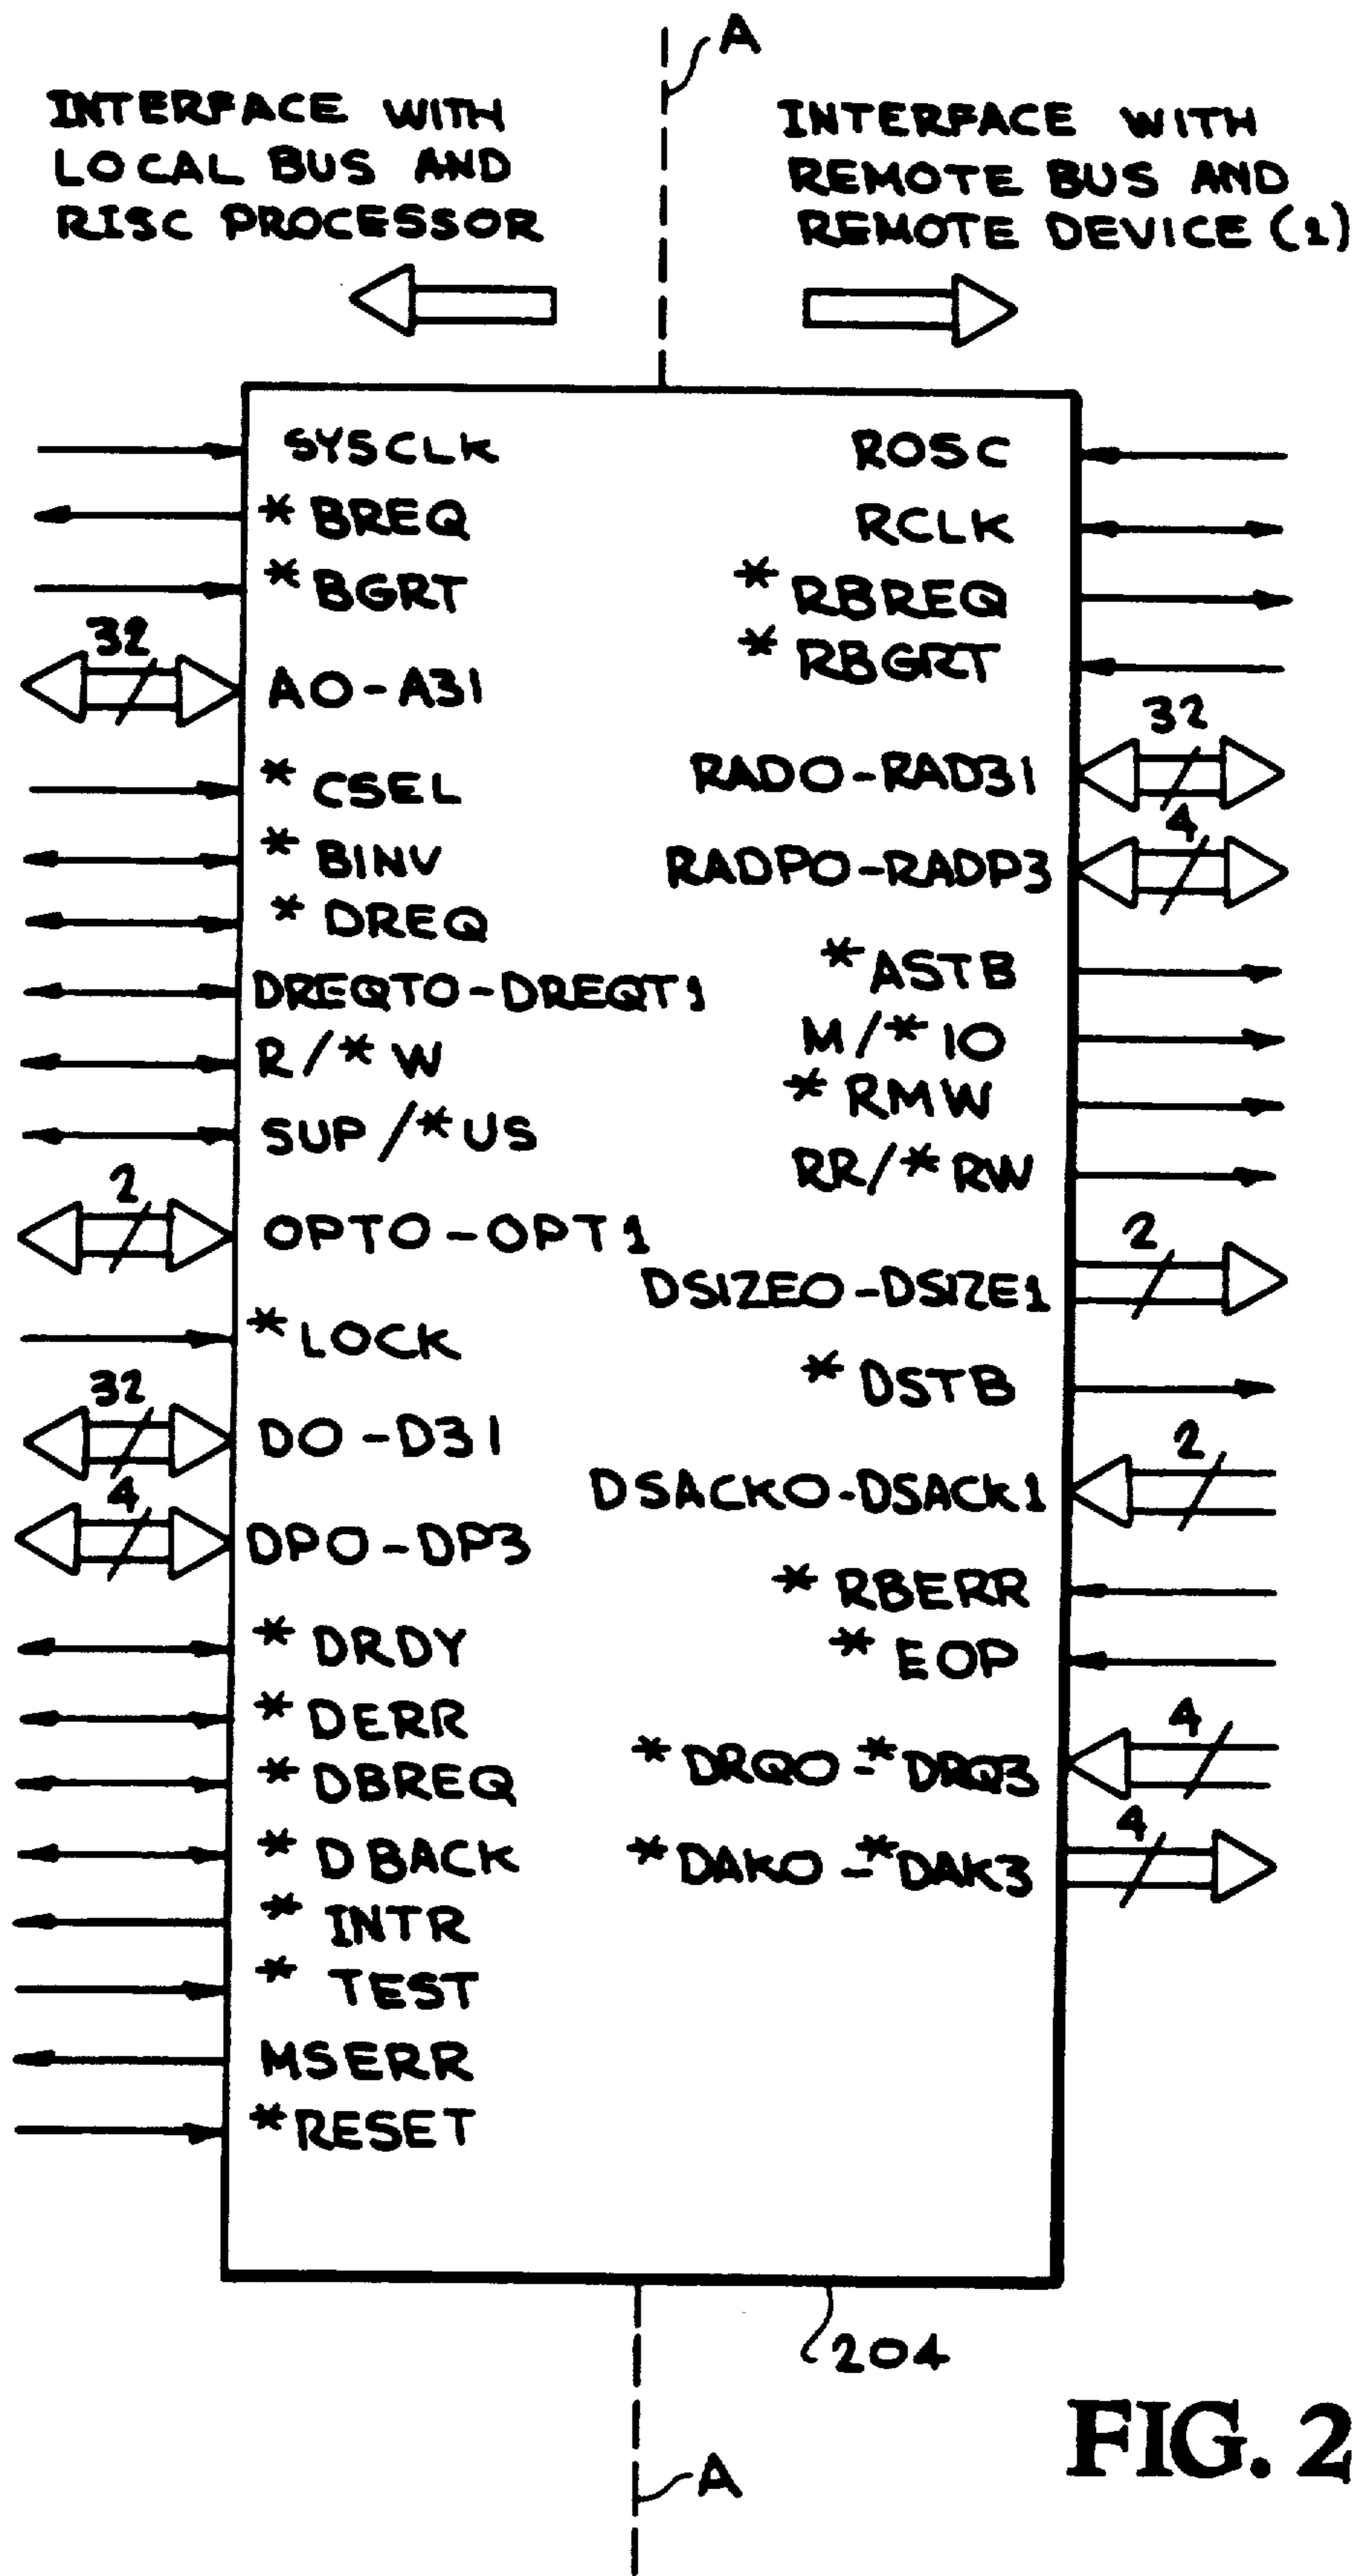 A
INTERFACE WITH
LOCAL BUS AND
RISC PROCESSOR
INTERFACE WITH
REMOTE BUS AND
REMOTE DEVICE (1)
SYSCLK
*BREQ
*BGRT
32
A0-A31
*CSEL
*BINV
*DREQ
DREQT0-DREQT1
R/*W
SUP/*US
2
OPT0-OPT1
*LOCK
32
D0-D31
4
DP0-DP3
*DRDY
*DERR
*DBREQ
*DBACK
*INTR
*TEST
MSERR
*RESET
ROSC
RCLK
*RBREQ
*RBGRT
32
RAD0-RAD31
4
RADP0-RADP3
*ASTB
M/*IO
*RMW
RR/*RW
2
DSIZE0-DSIZE1
*DSTB
2
DSACK0-DSACK1
*RBERR
*EOP
4
*DRQ0-*DRQ3
4
*DAK0-*DAK3
204
A
FIG. 2